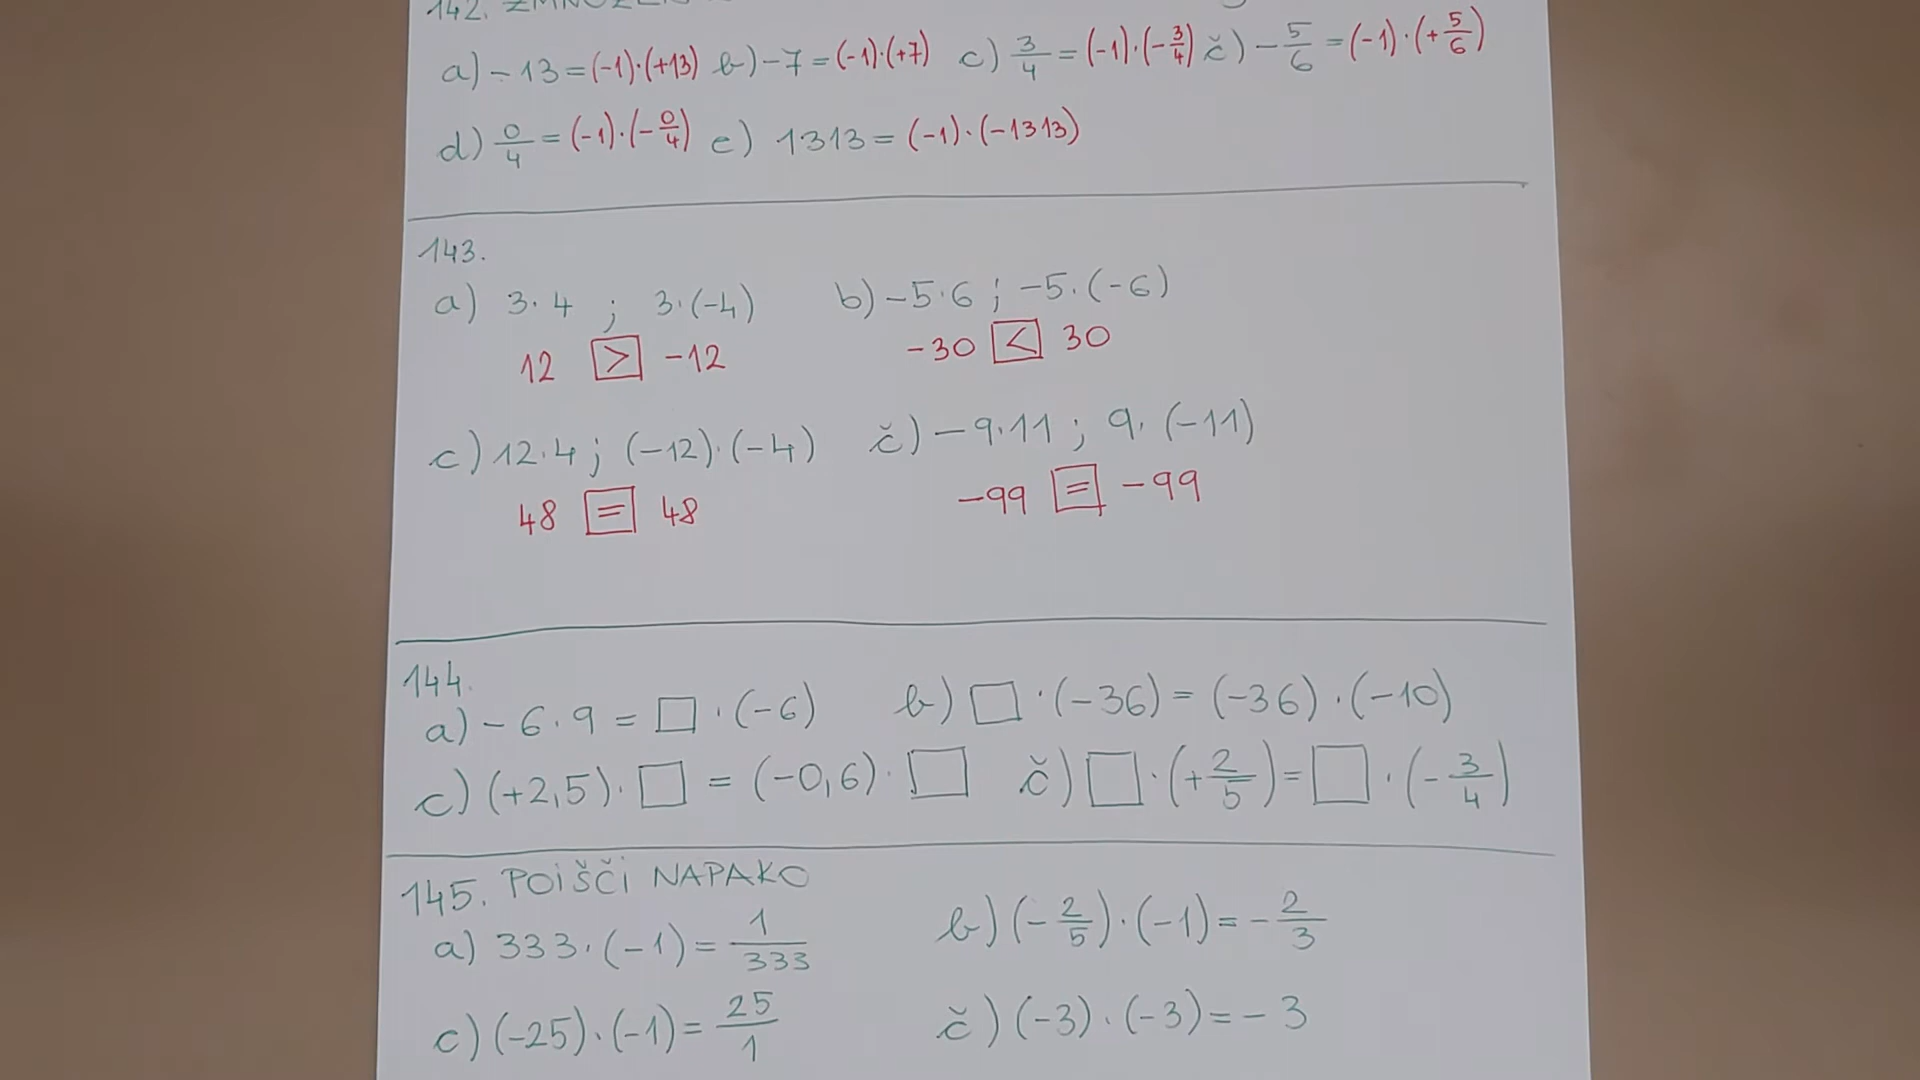 142.
a) -13 = (-1)·(+13) b) -7 = (-1)·(+7) c) 3/4 = (-1)·(-3/4) č) -5/6 = (-1)·(+5/6)
d) 0/4 = (-1)·(-0/4) e) 1313 = (-1)·(-1313)
143.
a) 3·4 ; 3·(-4) b) -5·6 ; -5·(-6)
12 > -12 -30 < 30
c) 12·4 ; (-12)·(-4) č) -9·11 ; 9·(-11)
48 = 48 -99 = -99
144.
a) -6·9 = □ ·(-6) b) □ ·(-36) = (-36)·(-10)
c) (+2,5)· □ = (-0,6)· □ č) □ ·(+2/5) = □ ·(-3/4)
145. POIŠČI NAPAKO
a) 333·(-1) = 1/333 b) (-2/5)·(-1) = -2/3
c) (-25)·(-1) = 25/1 č) (-3)·(-3) = -3